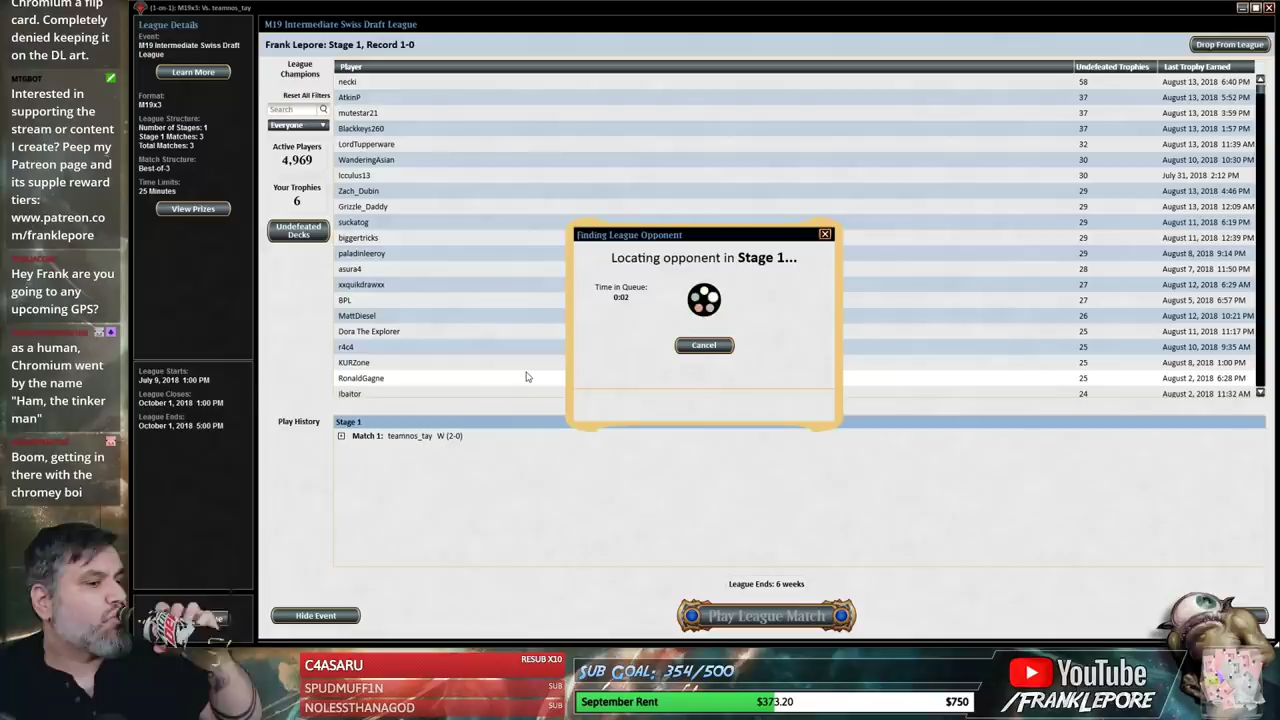 Chromium a flip
card. Completely
denied keeping it
on the DL art.
MTGBOT
Interested in
supporting the
stream or content
I create? Peep my
Patreon page and
its supple reward
tiers:
www.patreon.co
m/franklepore
Hey Frank are you
going to any
upcoming GPS?
as a human,
Chromium went
by the name
"Ham, the tinker
man"
Boom, getting in
there with the
chromey boi
(1-on-1): M19x3: Vs. teamnos_tay
League Details
Event:
M19 Intermediate Swiss Draft
League
Learn More
Format:
M19x3
League Structure:
Number of Stages: 1
Stage 1 Matches: 3
Total Matches: 3
Match Structure:
Best-of-3
Time Limits:
25 Minutes
View Prizes
League Starts:
July 9, 2018 1:00 PM
League Closes:
October 1, 2018 1:00 PM
League Ends:
October 1, 2018 5:00 PM
M19 Intermediate Swiss Draft League
Frank Lepore: Stage 1, Record 1-0
Drop From League
League
Champions
Reset All Filters
Search
Everyone
Active Players
4,969
Your Trophies
6
Undefeated
Decks
Player Undefeated Trophies Last Trophy Earned
necki 58 August 13, 2018 6:40 PM
AtkinP 37 August 13, 2018 5:52 PM
mutestar21 37 August 13, 2018 3:59 PM
Blackkeys260 37 August 13, 2018 1:57 PM
LordTupperware 32 August 13, 2018 11:39 AM
WanderingAsian 30 August 10, 2018 10:30 PM
Icculus13 30 July 31, 2018 2:12 PM
Zach_Dubin 29 August 13, 2018 4:46 PM
Grizzle_Daddy 29 August 13, 2018 12:09 AM
suckatog 29 August 11, 2018 6:19 PM
biggertricks 29 August 11, 2018 12:39 PM
paladinleeroy 29 August 8, 2018 9:14 PM
asura4 28 August 7, 2018 11:50 PM
xxquikdrawxx 27 August 12, 2018 6:29 AM
BPL 27 August 5, 2018 6:57 PM
MattDiesel 26 August 12, 2018 10:21 PM
Dora The Explorer 25 August 11, 2018 11:17 PM
r4c4 25 August 10, 2018 9:35 AM
KURZone 25 August 8, 2018 1:00 PM
RonaldGagne 25 August 2, 2018 6:28 PM
lbaitor 24 August 2, 2018 11:32 AM
Finding League Opponent
Locating opponent in Stage 1...
Time in Queue:
0:02
Cancel
Play History
Stage 1
Match 1: teamnos_tay W (2-0)
League Ends: 6 weeks
Hide Event
Play League Match
C4ASARU RESUB X10
SPUDMUFF1N SUB
NOLESSTHANAGOD SUB
SUB GOAL: 354/500
September Rent $373.20 $750
YouTube
/FRANKLEPORE